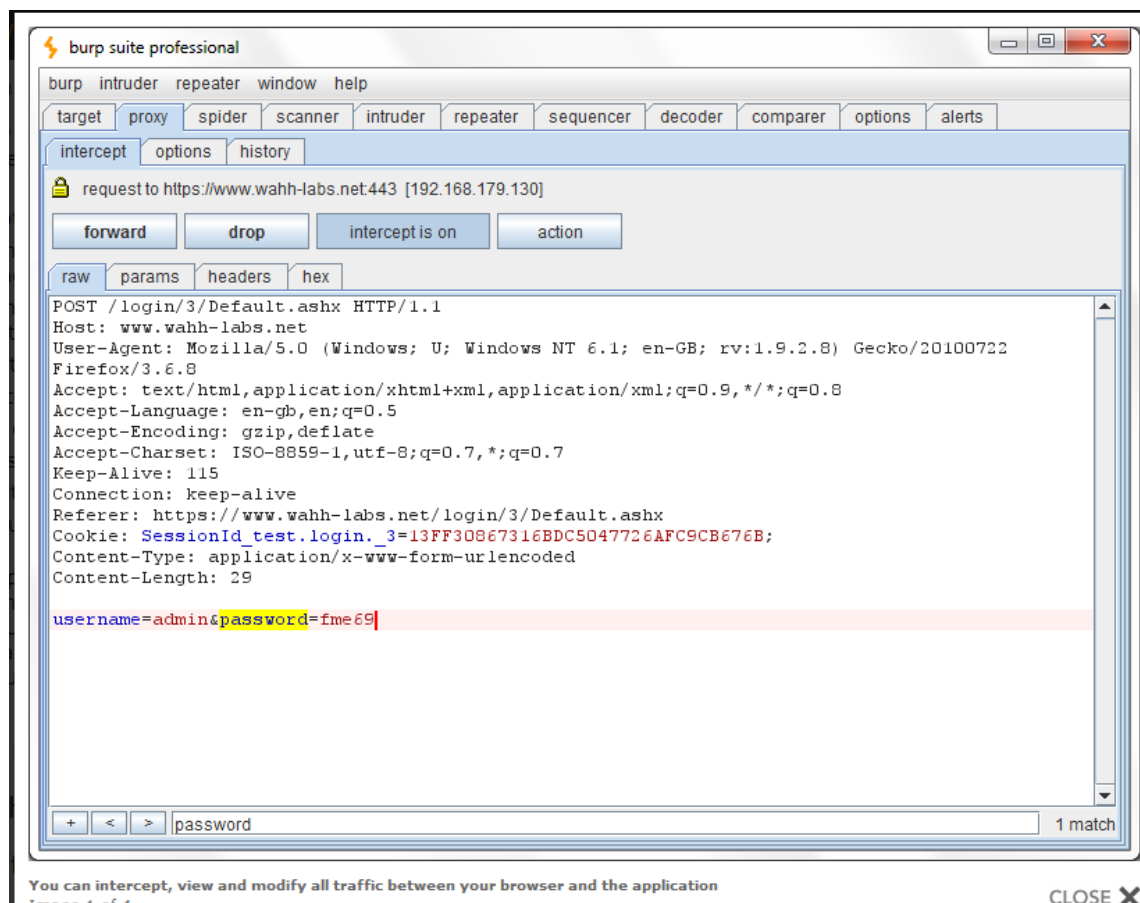 burp suite professional
burp intruder repeater window help
target proxy spider scanner intruder repeater sequencer decoder comparer options alerts
intercept options history
request to https://www.wahh-labs.net:443 [192.168.179.130]
forward drop intercept is on action
raw params headers hex
POST /login/3/Default.ashx HTTP/1.1
Host: www.wahh-labs.net
User-Agent: Mozilla/5.0 (Windows; U; Windows NT 6.1; en-GB; rv:1.9.2.8) Gecko/20100722
Firefox/3.6.8
Accept: text/html,application/xhtml+xml,application/xml;q=0.9,*/*;q=0.8
Accept-Language: en-gb,en;q=0.5
Accept-Encoding: gzip,deflate
Accept-Charset: ISO-8859-1,utf-8;q=0.7,*;q=0.7
Keep-Alive: 115
Connection: keep-alive
Referer: https://www.wahh-labs.net/login/3/Default.ashx
Cookie: SessionId_test.login._3=13FF30867316BDC5047726AFC9CB676B;
Content-Type: application/x-www-form-urlencoded
Content-Length: 29
username=admin&password=fme69
+ < > password 1 match
You can intercept, view and modify all traffic between your browser and the application
CLOSE X